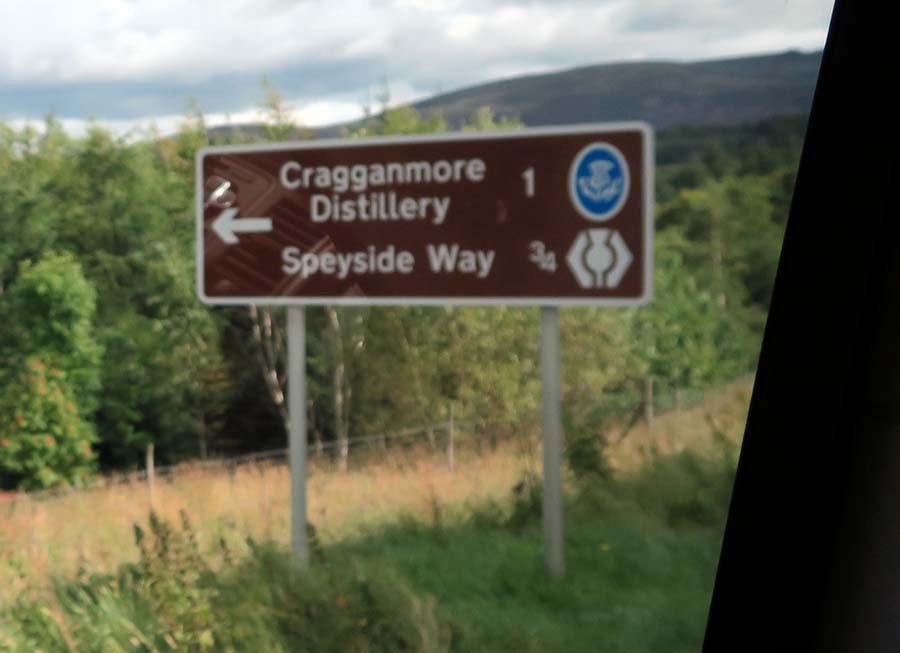 Cragganmore 1
Distillery
Speyside Way ¾